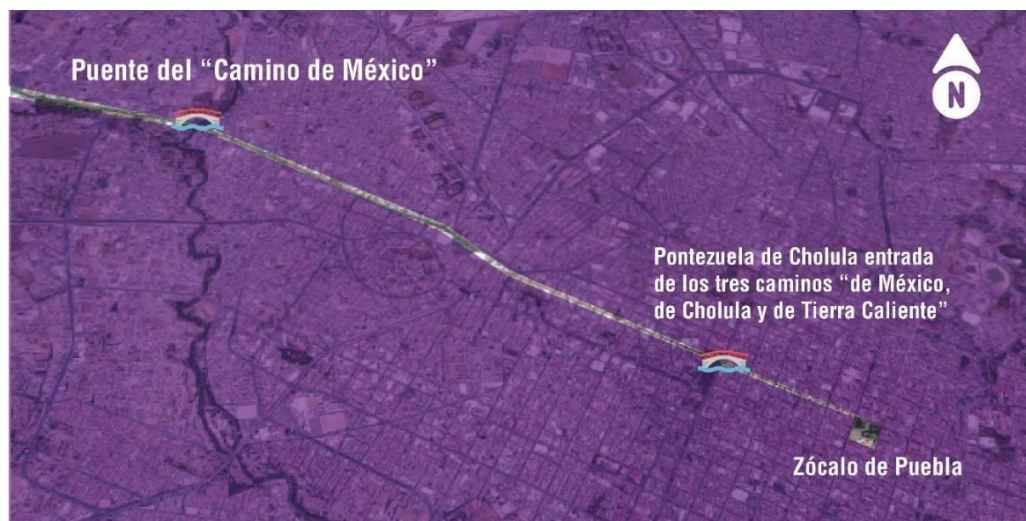 Puente del “Camino de México”
N
Pontezuela de Cholula entrada
de los tres caminos “de México,
de Cholula y de Tierra Caliente”
Zócalo de Puebla